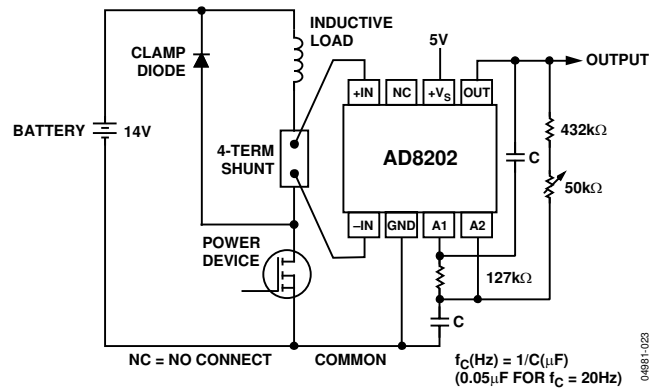 INDUCTIVE
LOAD
CLAMP
DIODE
5V
OUTPUT
+IN
NC
+VS
OUT
BATTERY
14V
4-TERM
SHUNT
AD8202
C
432kΩ
50kΩ
–IN
GND
A1
A2
POWER
DEVICE
127kΩ
C
NC = NO CONNECT
COMMON
fC(Hz) = 1/C(µF)
(0.05µF FOR fC = 20Hz)
04981-023